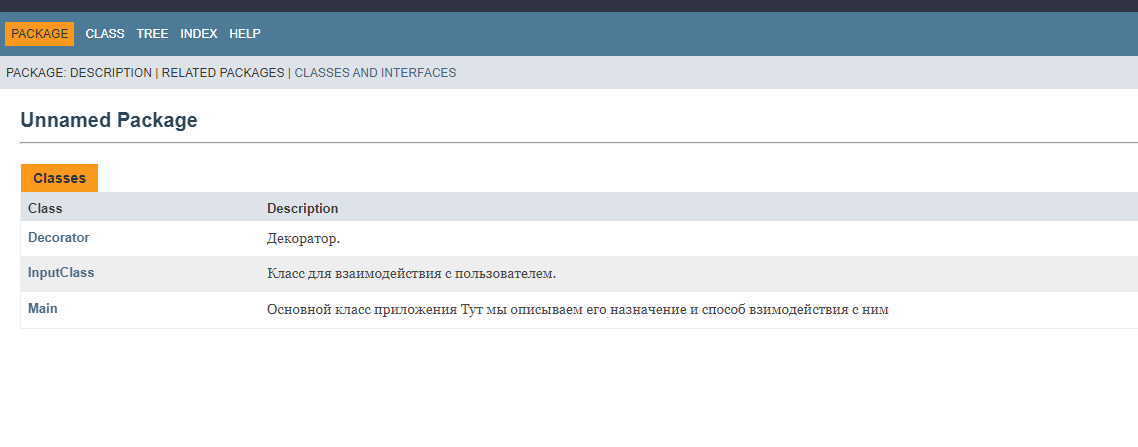 PACKAGE CLASS TREE INDEX HELP
PACKAGE: DESCRIPTION | RELATED PACKAGES | CLASSES AND INTERFACES
Unnamed Package
Classes
Class Description
Decorator Декоратор.
InputClass Класс для взаимодействия с пользователем.
Main Основной класс приложения Тут мы описываем его назначение и способ взимодействия с ним